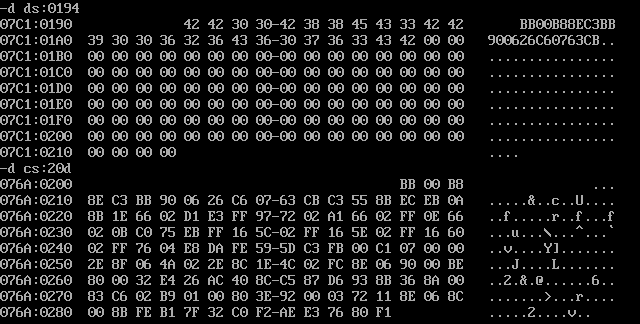 -d ds:0194
07C1:0190              42 42 30 30-42 38 38 45 43 33 42 42       BB00B88EC3BB
07C1:01A0  39 30 30 36 32 36 43 36-30 37 36 33 43 42 00 00   900626C60763CB..
07C1:01B0  00 00 00 00 00 00 00 00-00 00 00 00 00 00 00 00   ................
07C1:01C0  00 00 00 00 00 00 00 00-00 00 00 00 00 00 00 00   ................
07C1:01D0  00 00 00 00 00 00 00 00-00 00 00 00 00 00 00 00   ................
07C1:01E0  00 00 00 00 00 00 00 00-00 00 00 00 00 00 00 00   ................
07C1:01F0  00 00 00 00 00 00 00 00-00 00 00 00 00 00 00 00   ................
07C1:0200  00 00 00 00 00 00 00 00-00 00 00 00 00 00 00 00   ................
07C1:0210  00 00 00 00                                       ....
-d cs:20d
076A:0200                                         BB 00 B8                ...
076A:0210  8E C3 BB 90 06 26 C6 07-63 CB C3 55 8B EC EB 0A   .....&..c..U....
076A:0220  8B 1E 66 02 D1 E3 FF 97-72 02 A1 66 02 FF 0E 66   ..f.....r..f...f
076A:0230  02 0B C0 75 EB FF 16 5C-02 FF 16 5E 02 FF 16 60   ...u...\...^...`
076A:0240  02 FF 76 04 E8 DA FE 59-5D C3 FB 00 C1 07 00 00   ..v....Y].......
076A:0250  2E 8F 06 4A 02 2E 8C 1E-4C 02 FC 8E 06 90 00 BE   ...J....L.......
076A:0260  80 00 32 E4 26 AC 40 8C-C5 87 D6 93 8B 36 8A 00   ..2.&.@......6..
076A:0270  83 C6 02 B9 01 00 80 3E-92 00 03 72 11 8E 06 8C   .......>...r....
076A:0280  00 8B FE B1 7F 32 C0 F2-AE E3 76 80 F1            .....2....v..